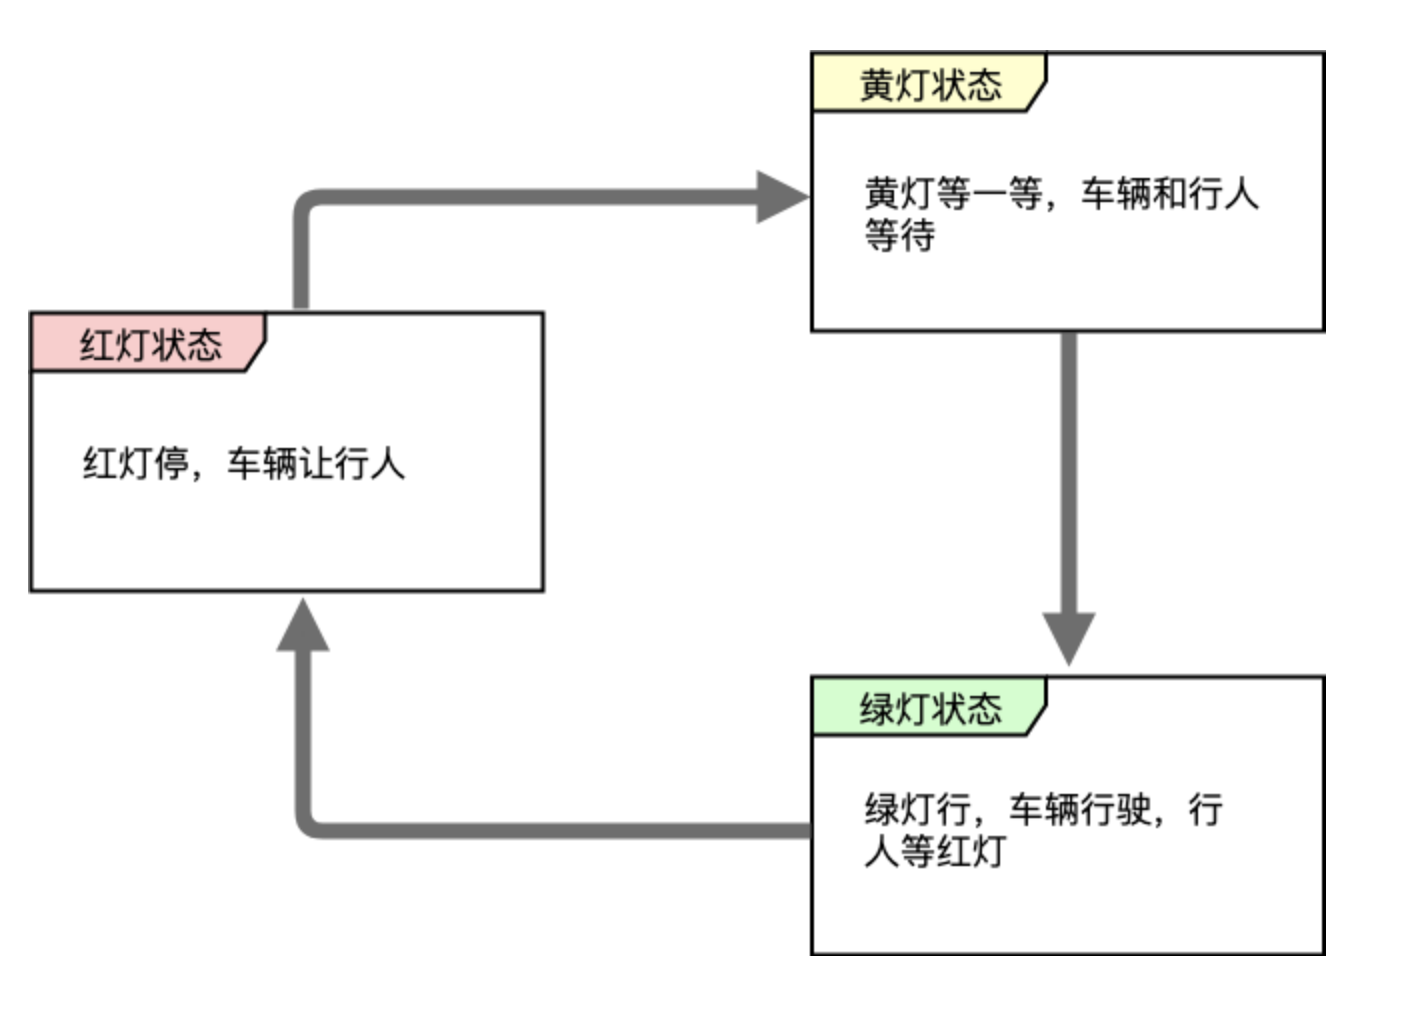 黄灯状态
黄灯等一等，车辆和行人
等待
红灯状态
红灯停，车辆让行人
绿灯状态
绿灯行，车辆行驶，行
人等红灯